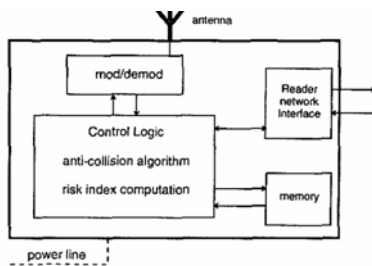 antenna
mod/demod
Control Logic
anti-collision algorithm
risk index computation
Reader
network
Interface
memory
power line